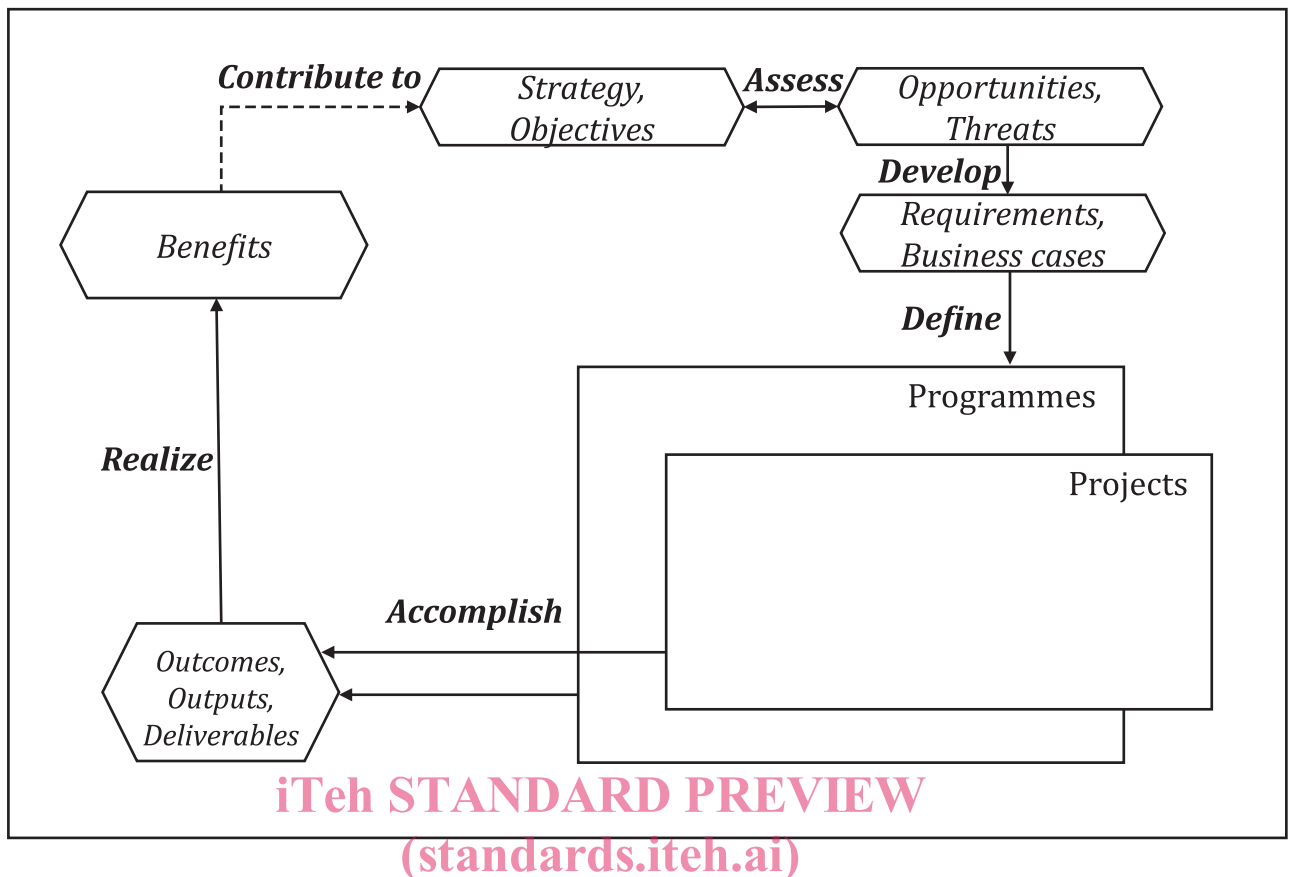 Contribute to
Strategy,
Objectives
Assess
Opportunities,
Threats
Develop
Requirements,
Business cases
Benefits
Define
Programmes
Projects
Realize
Accomplish
Outcomes,
Outputs,
Deliverables
iTeh STANDARD PREVIEW
(standards.iteh.ai)